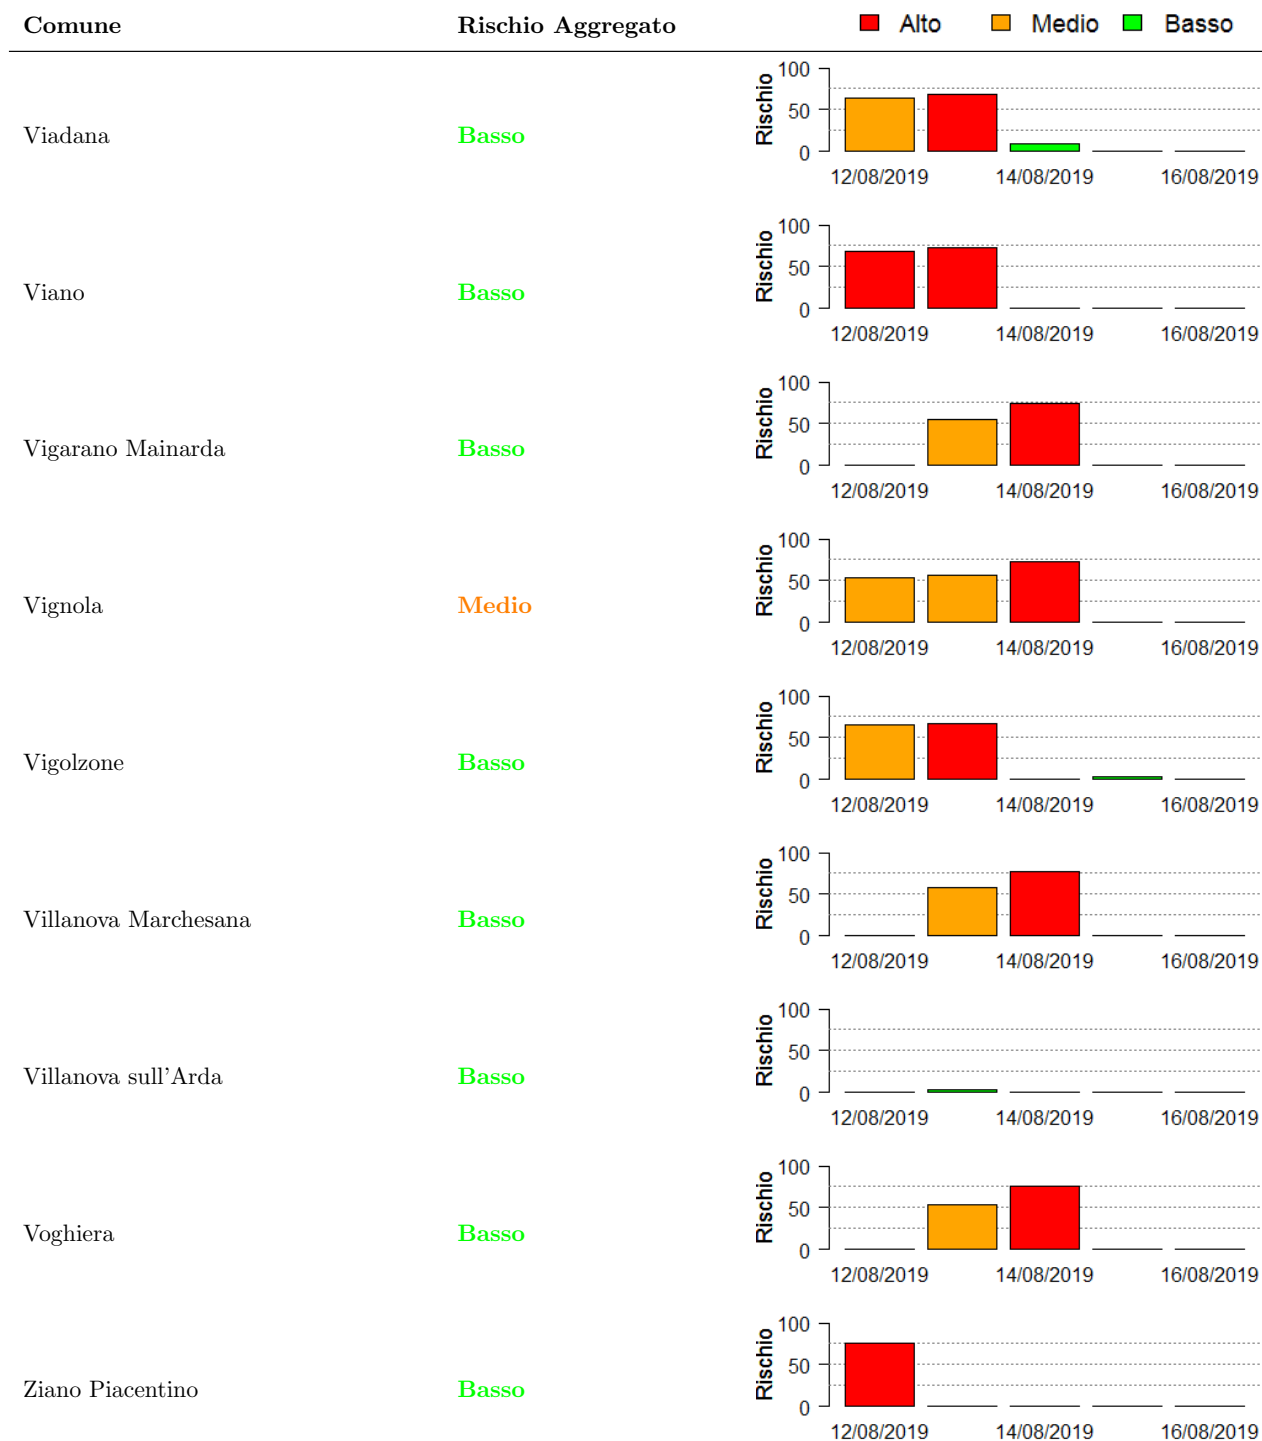 Comune Rischio Aggregato Alto Medio Basso
100
Viadana Basso Rischio 50
0
12/08/2019 14/08/2019 16/08/2019
100
Viano Basso Rischio 50
0
12/08/2019 14/08/2019 16/08/2019
100
Vigarano Mainarda Basso Rischio 50
0
12/08/2019 14/08/2019 16/08/2019
100
Vignola Medio Rischio 50
0
12/08/2019 14/08/2019 16/08/2019
100
Vigolzone Basso Rischio 50
0
12/08/2019 14/08/2019 16/08/2019
100
Villanova Marchesana Basso Rischio 50
0
12/08/2019 14/08/2019 16/08/2019
100
Villanova sull'Arda Basso Rischio 50
0
12/08/2019 14/08/2019 16/08/2019
100
Voghiera Basso Rischio 50
0
12/08/2019 14/08/2019 16/08/2019
100
Ziano Piacentino Basso Rischio 50
0
12/08/2019 14/08/2019 16/08/2019